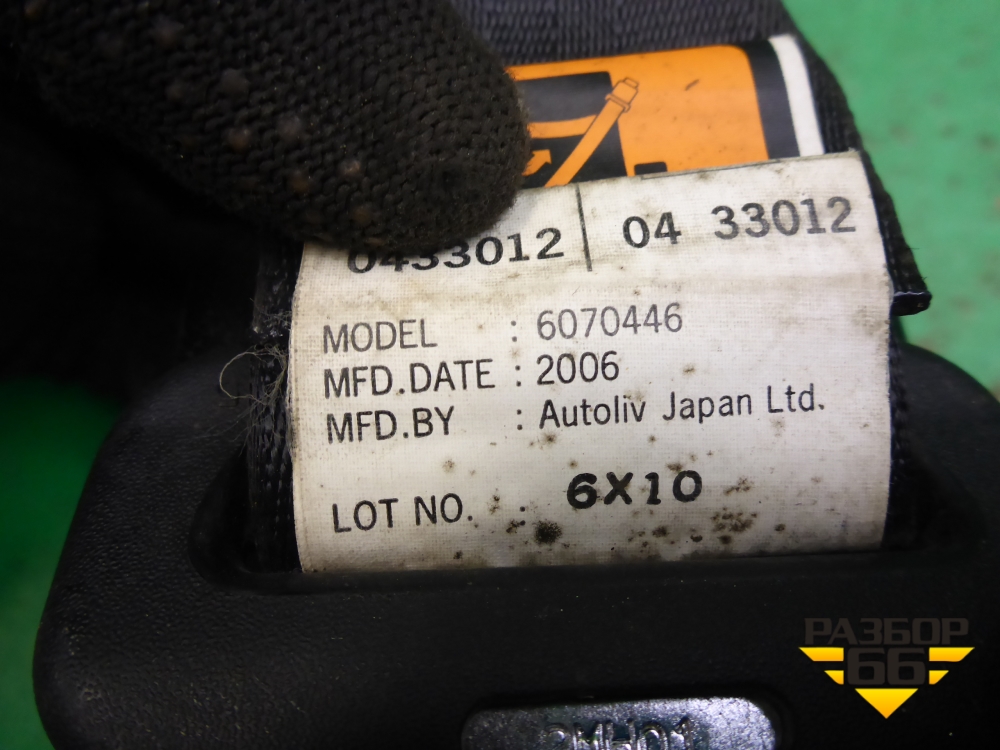 0433012 04 33012
MODEL : 6070446
MFD.DATE : 2006
MFD.BY : Autoliv Japan Ltd.
LOT NO. : 6X10
РАЗБОР
66